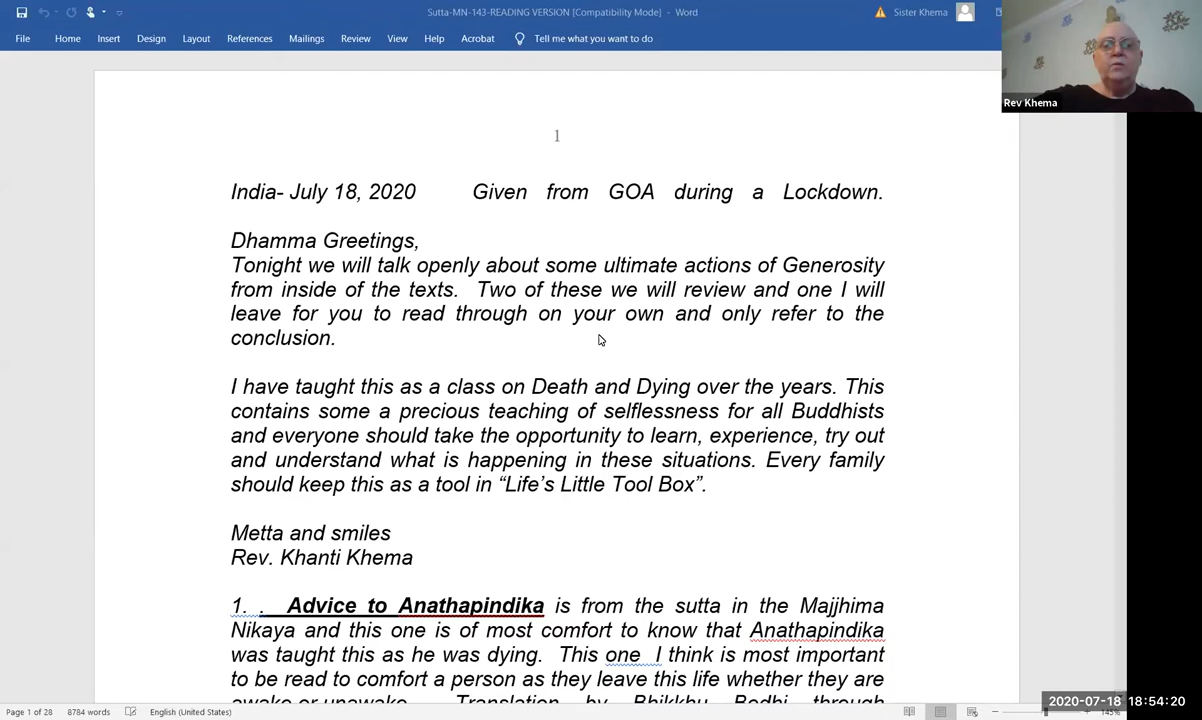 Sutta-MN-143-READING VERSION [Compatibility Mode] - Word
Sister Khema
File Home Insert Design Layout References Mailings Review View Help Acrobat Tell me what you want to do
Rev Khema
1
India- July 18, 2020 Given from GOA during a Lockdown.
Dhamma Greetings,
Tonight we will talk openly about some ultimate actions of Generosity
from inside of the texts. Two of these we will review and one I will
leave for you to read through on your own and only refer to the
conclusion.
I have taught this as a class on Death and Dying over the years. This
contains some a precious teaching of selflessness for all Buddhists
and everyone should take the opportunity to learn, experience, try out
and understand what is happening in these situations. Every family
should keep this as a tool in “Life’s Little Tool Box”.
Metta and smiles
Rev. Khanti Khema
1. . Advice to Anathapindika is from the sutta in the Majjhima
Nikaya and this one is of most comfort to know that Anathapindika
was taught this as he was dying. This one I think is most important
to be read to comfort a person as they leave this life whether they are
awake or unawake. Translation by Bhikkhu Bodhi through
Page 1 of 28 8784 words English (United States) 145%
2020-07-18 18:54:20